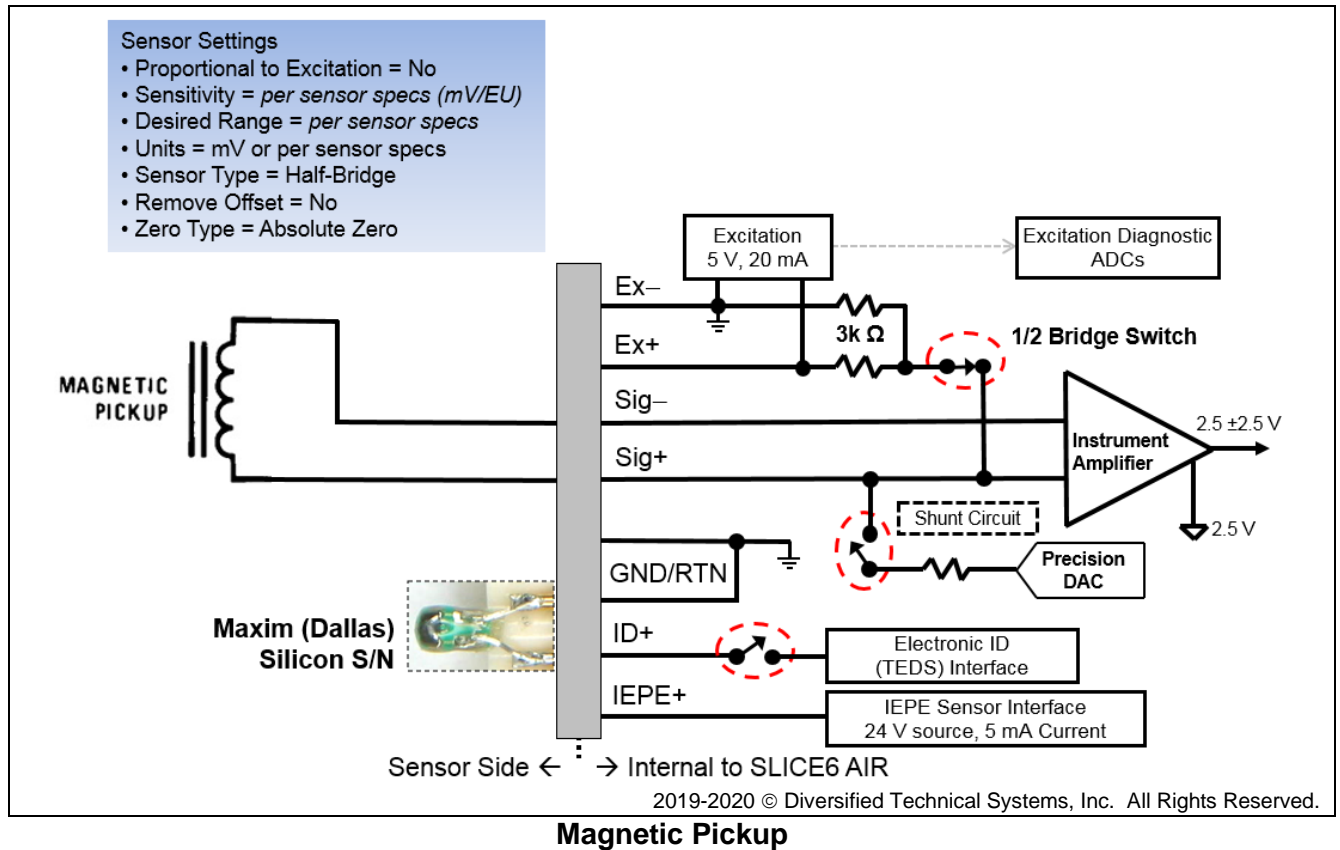 Sensor Settings
• Proportional to Excitation = No
• Sensitivity = per sensor specs (mV/EU)
• Desired Range = per sensor specs
• Units = mV or per sensor specs
• Sensor Type = Half-Bridge
• Remove Offset = No
• Zero Type = Absolute Zero
Excitation
5 V, 20 mA
Excitation Diagnostic
ADCs
Ex–
3k Ω
1/2 Bridge Switch
Ex+
MAGNETIC
PICKUP
Sig–
Sig+
Instrument
Amplifier
2.5 ±2.5 V
2.5 V
Shunt Circuit
Precision
DAC
GND/RTN
Maxim (Dallas)
Silicon S/N
ID+
Electronic ID
(TEDS) Interface
IEPE+
IEPE Sensor Interface
24 V source, 5 mA Current
Sensor Side ← → Internal to SLICE6 AIR
2019-2020 © Diversified Technical Systems, Inc. All Rights Reserved.
Magnetic Pickup